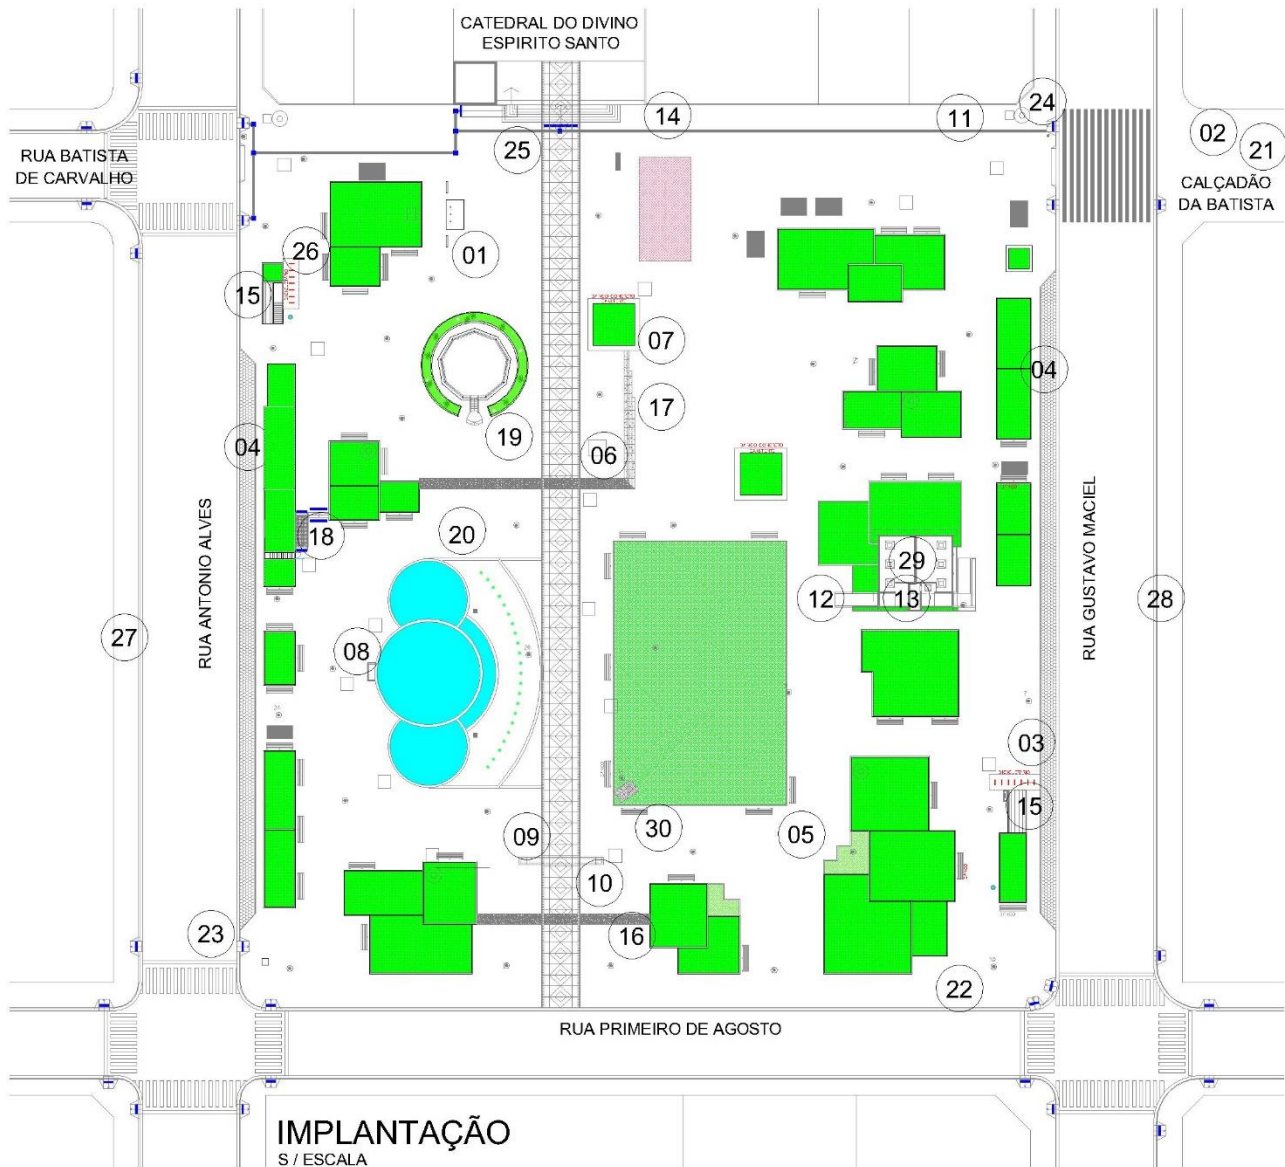 CATEDRAL DO DIVINO
ESPIRITO SANTO
14
11
24
02
21
25
RUA BATISTA
DE CARVALHO
CALÇADÃO
DA BATISTA
26
01
15
07
04
17
19
04
06
18
20
RUA ANTONIO ALVES
RUA GUSTAVO MACIEL
29
12
13
27
28
08
03
15
30
05
09
10
23
16
22
RUA PRIMEIRO DE AGOSTO
IMPLANTAÇÃO
S / ESCALA